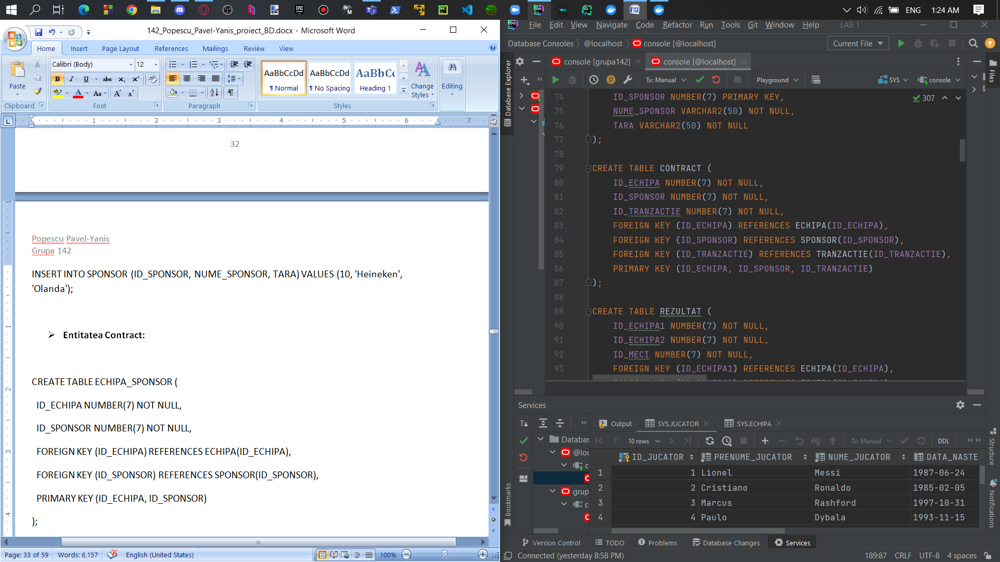 ENG
1:24 AM
142_Popescu_Pavel-Yanis_proiect_BD.docx - Microsoft Word
Home
Insert
Page Layout
References
Mailings
Review
View
Paste
Clipboard
Calibri (Body)
12
Font
Paragraph
AaBbCcDd
¶ Normal
AaBbCcDd
¶ No Spacing
AaBbCc
Heading 1
Change
Styles
Styles
Editing
32
Popescu Pavel-Yanis
Grupa 142
INSERT INTO SPONSOR (ID_SPONSOR, NUME_SPONSOR, TARA) VALUES (10, 'Heineken',
'Olanda');
➢ Entitatea Contract:
CREATE TABLE ECHIPA_SPONSOR (
ID_ECHIPA NUMBER(7) NOT NULL,
ID_SPONSOR NUMBER(7) NOT NULL,
FOREIGN KEY (ID_ECHIPA) REFERENCES ECHIPA(ID_ECHIPA),
FOREIGN KEY (ID_SPONSOR) REFERENCES SPONSOR(ID_SPONSOR),
PRIMARY KEY (ID_ECHIPA, ID_SPONSOR)
);
Page: 33 of 59
Words: 6,157
English (United States)
100%
File Edit View Navigate Code Refactor Run Tools Git Window Help
LAB 1
Database Consoles
@localhost
console [@localhost]
Current File
console [grupa142]
console [@localhost]
Database Explorer
Files
Tx: Manual
Playground
SYS
console
307
74 ID_SPONSOR NUMBER(7) PRIMARY KEY,
75 NUME_SPONSOR VARCHAR2(50) NOT NULL,
76 TARA VARCHAR2(50) NOT NULL
77 );
78
79 CREATE TABLE CONTRACT (
80 ID_ECHIPA NUMBER(7) NOT NULL,
81 ID_SPONSOR NUMBER(7) NOT NULL,
82 ID_TRANZACTIE NUMBER(7) NOT NULL,
83 FOREIGN KEY (ID_ECHIPA) REFERENCES ECHIPA(ID_ECHIPA),
84 FOREIGN KEY (ID_SPONSOR) REFERENCES SPONSOR(ID_SPONSOR),
85 FOREIGN KEY (ID_TRANZACTIE) REFERENCES TRANZACTIE(ID_TRANZACTIE),
86 PRIMARY KEY (ID_ECHIPA, ID_SPONSOR, ID_TRANZACTIE)
87 );
88
89 CREATE TABLE REZULTAT (
90 ID_ECHIPA1 NUMBER(7) NOT NULL,
91 ID_ECHIPA2 NUMBER(7) NOT NULL,
92 ID_MECI NUMBER(7) NOT NULL,
93 FOREIGN KEY (ID_ECHIPA1) REFERENCES ECHIPA(ID_ECHIPA),
Services
Tx
Output
SYS.JUCATOR
SYS.ECHIPA
Databas
@loc
grup
10 rows
Tx: Manual
DDL
ID_JUCATOR PRENUME_JUCATOR NUME_JUCATOR DATA_NASTE
1 1 Lionel Messi 1987-06-24
2 2 Cristiano Ronaldo 1985-02-05
3 3 Marcus Rashford 1997-10-31
4 4 Paulo Dybala 1993-11-15
Bookmarks
Structure
Notifications
Version Control
TODO
Problems
Database Changes
Services
Connected (yesterday 8:58 PM)
189:87
CRLF
UTF-8
4 spaces